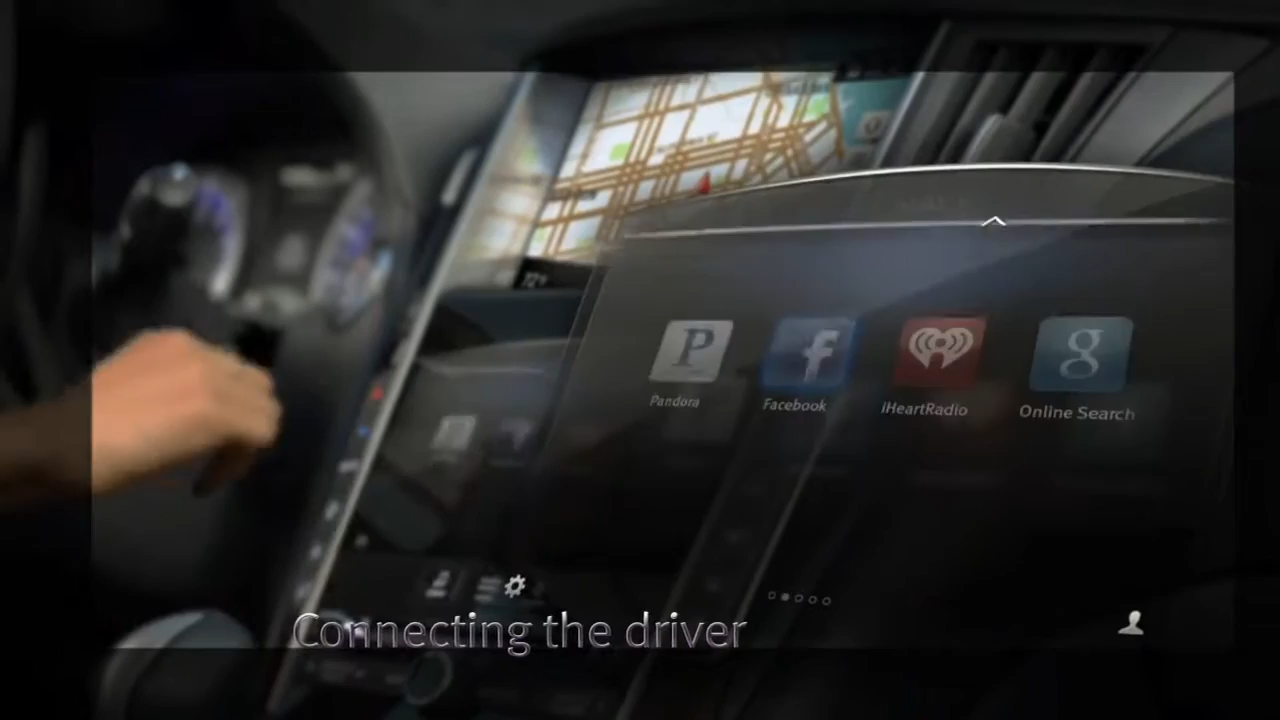 P
f
g
Pandora
Facebook
iHeartRadio
Online Search
Connecting the driver